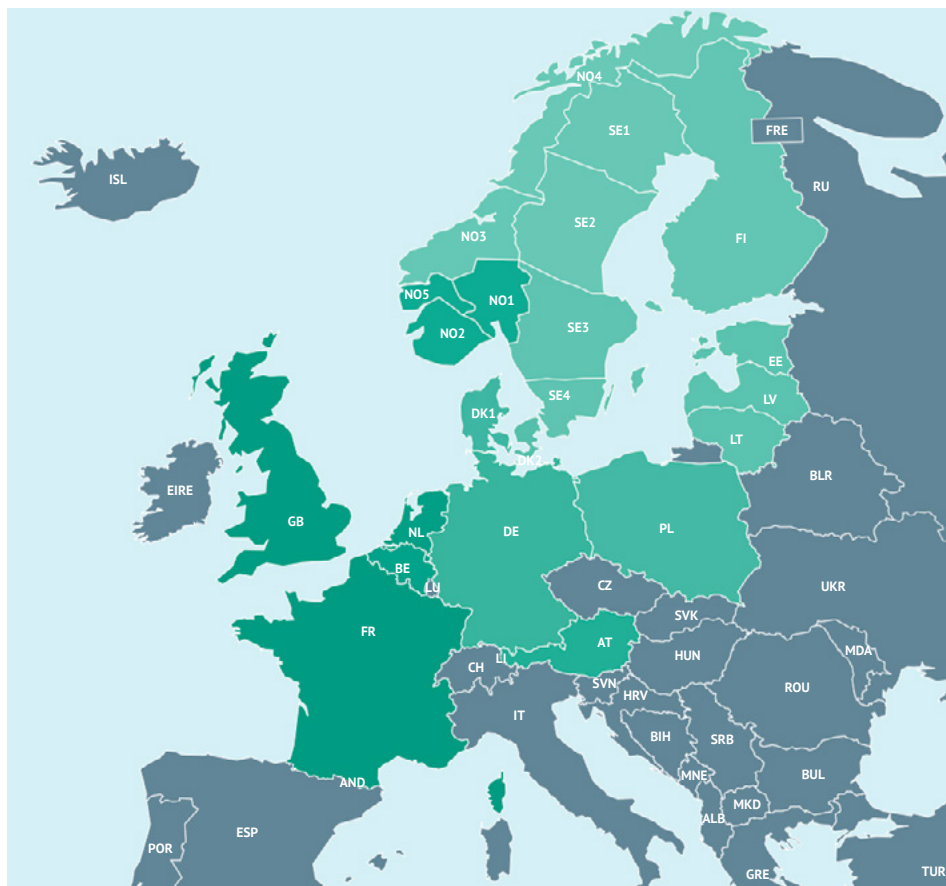 NO4
SE1
FRE
ISL
RU
SE2
NO3
FI
NO5
NO1
SE3
NO2
EE
SE4
LV
DK1
LT
DK2
BLR
EIRE
GB
NL
DE
PL
BE
LU
CZ
UKR
SVK
FR
AT
MDA
LI
HUN
CH
SVN
ROU
HRV
IT
BIH
SRB
MNE
BUL
AND
MKD
ALB
ESP
POR
GRE
TUR